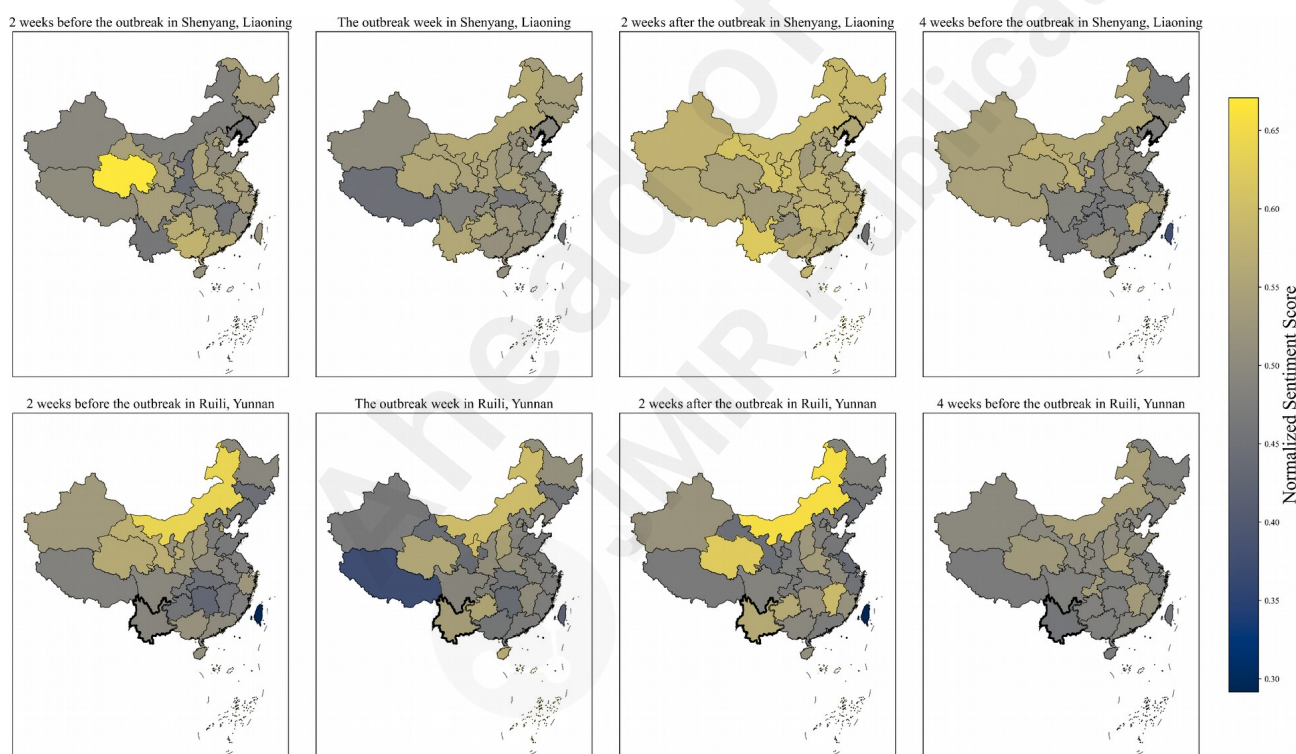 2 weeks before the outbreak in Shenyang, Liaoning
The outbreak week in Shenyang, Liaoning
2 weeks after the outbreak in Shenyang, Liaoning
4 weeks before the outbreak in Shenyang, Liaoning
2 weeks before the outbreak in Ruili, Yunnan
The outbreak week in Ruili, Yunnan
2 weeks after the outbreak in Ruili, Yunnan
4 weeks before the outbreak in Ruili, Yunnan
0.65
0.60
0.55
0.50
0.45
0.40
0.35
0.30
Normalized Sentiment Score
Ahead of
JMIR Publicat